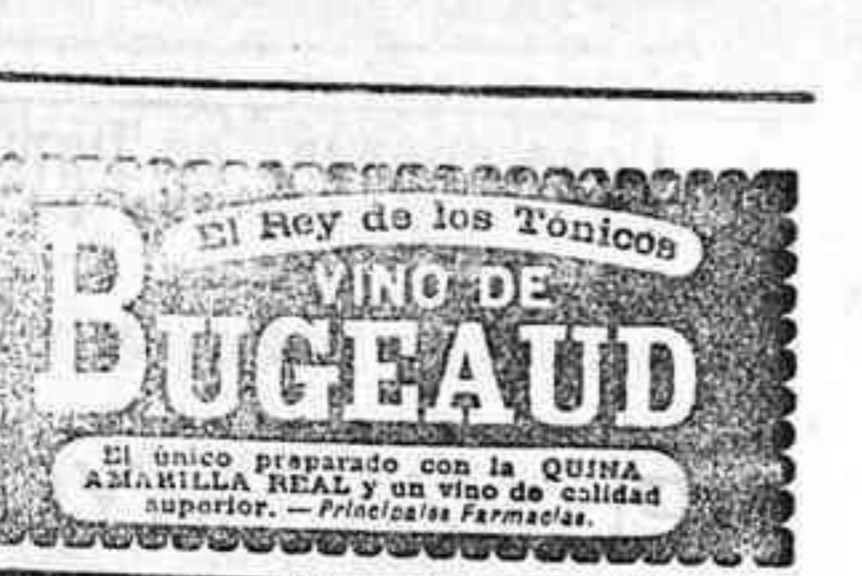 El Rey de los Tónicos
VINO DE
BUGEAUD
El único preparado con la QUINA
AMARILLA REAL y un vino de calidad
superior. — Principales Farmacias.